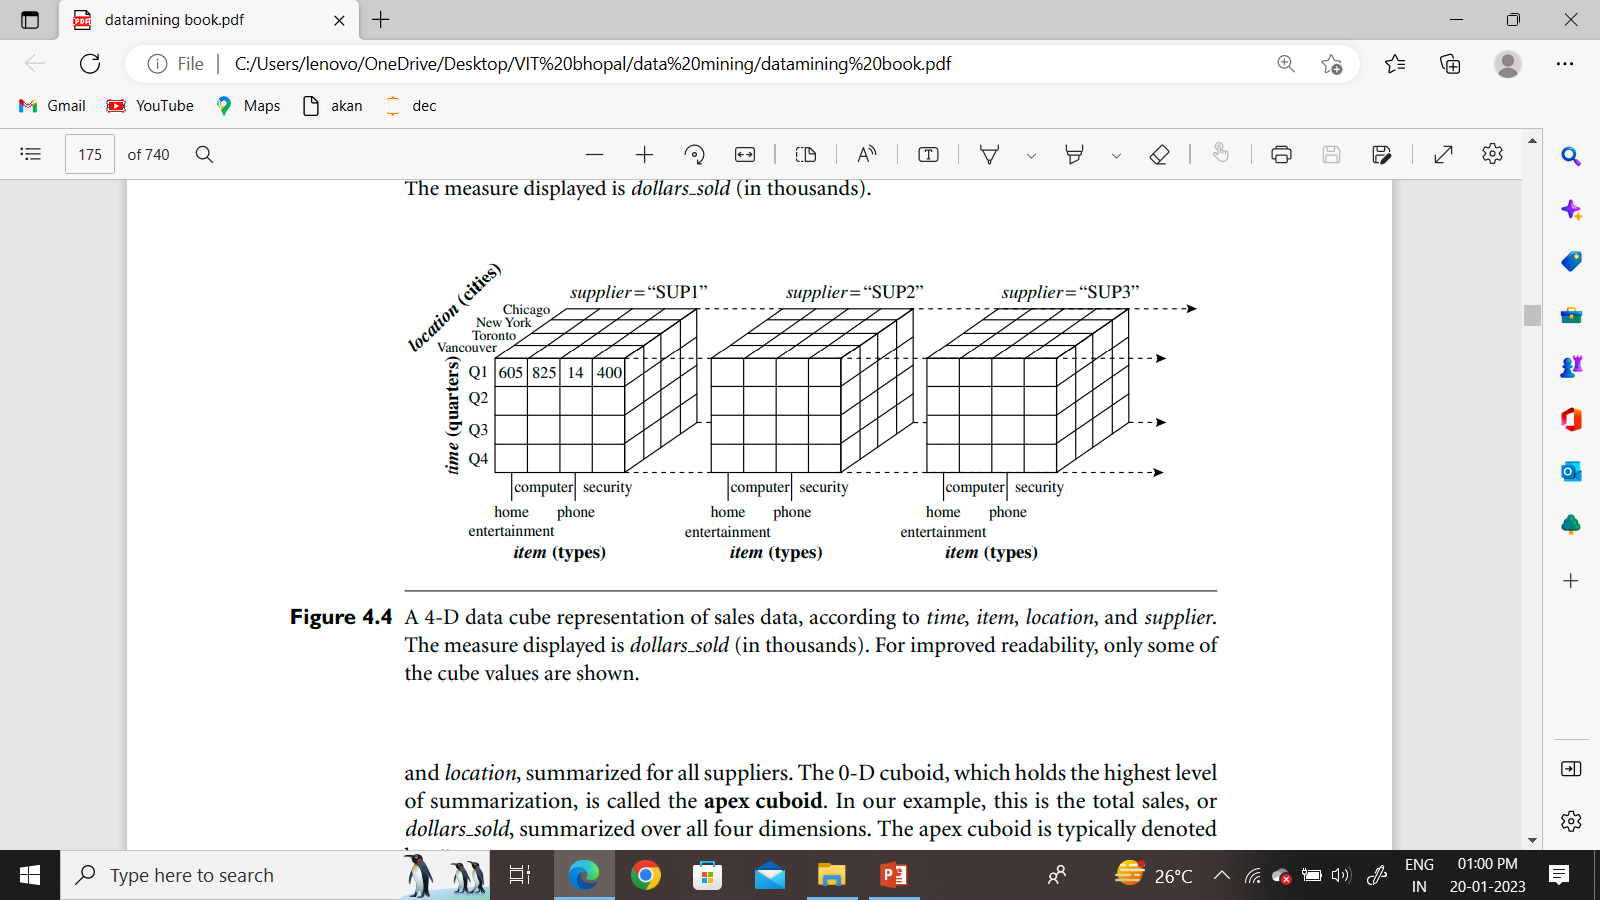 datamining book.pdf
File | C:/Users/lenovo/OneDrive/Desktop/VIT%20bhopal/data%20mining/datamining%20book.pdf
Gmail YouTube Maps akan dec
175 of 740
The measure displayed is dollars_sold (in thousands).
location (cities)
supplier=“SUP1” supplier=“SUP2” supplier=“SUP3”
Chicago
New York
Toronto
Vancouver
time (quarters)
Q1 605 825 14 400
Q2
Q3
Q4
computer security computer security computer security
home phone home phone home phone
entertainment entertainment entertainment
item (types) item (types) item (types)
Figure 4.4 A 4-D data cube representation of sales data, according to time, item, location, and supplier.
The measure displayed is dollars_sold (in thousands). For improved readability, only some of
the cube values are shown.
and location, summarized for all suppliers. The 0-D cuboid, which holds the highest level
of summarization, is called the apex cuboid. In our example, this is the total sales, or
dollars_sold, summarized over all four dimensions. The apex cuboid is typically denoted
Type here to search
26°C
ENG
IN
01:00 PM
20-01-2023